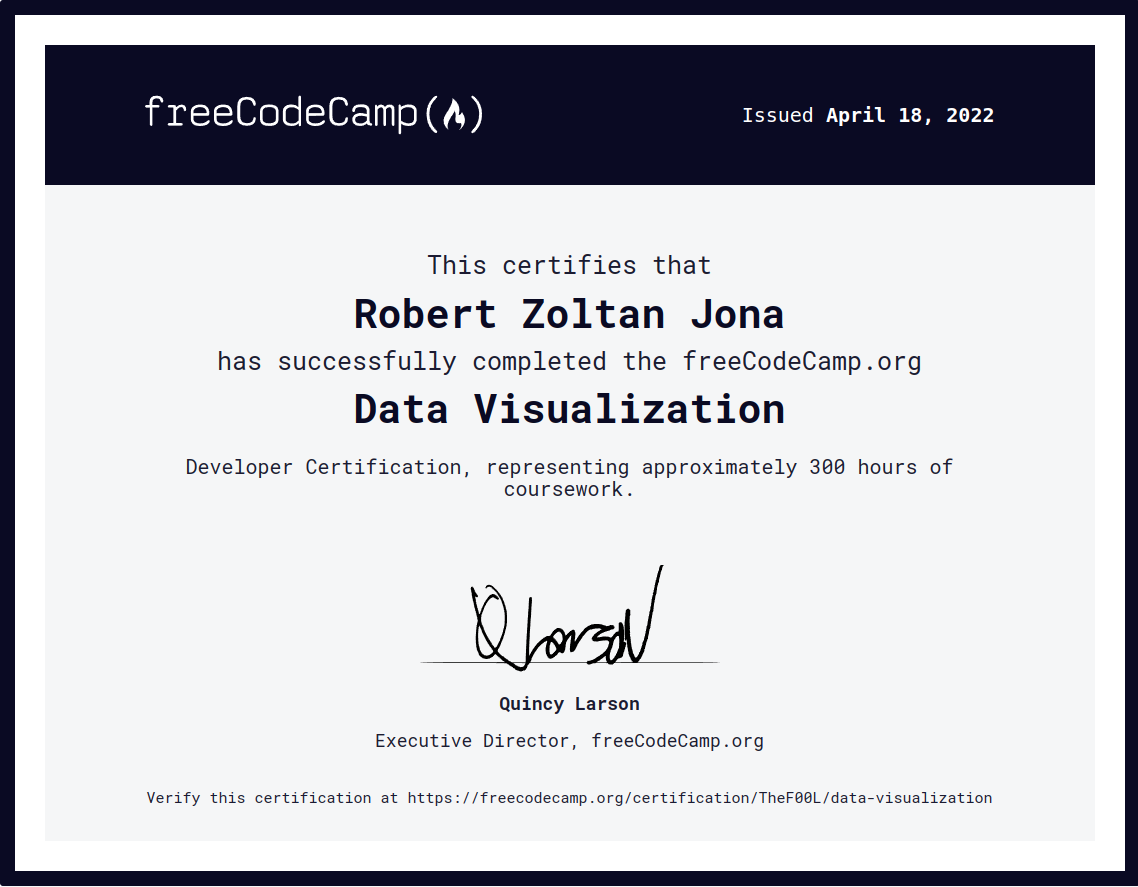 freeCodeCamp
Issued April 18, 2022
This certifies that
Robert Zoltan Jona
has successfully completed the freeCodeCamp.org
Data Visualization
Developer Certification, representing approximately 300 hours of
coursework.
Q Larson
Quincy Larson
Executive Director, freeCodeCamp.org
Verify this certification at https://freecodecamp.org/certification/TheF00L/data-visualization